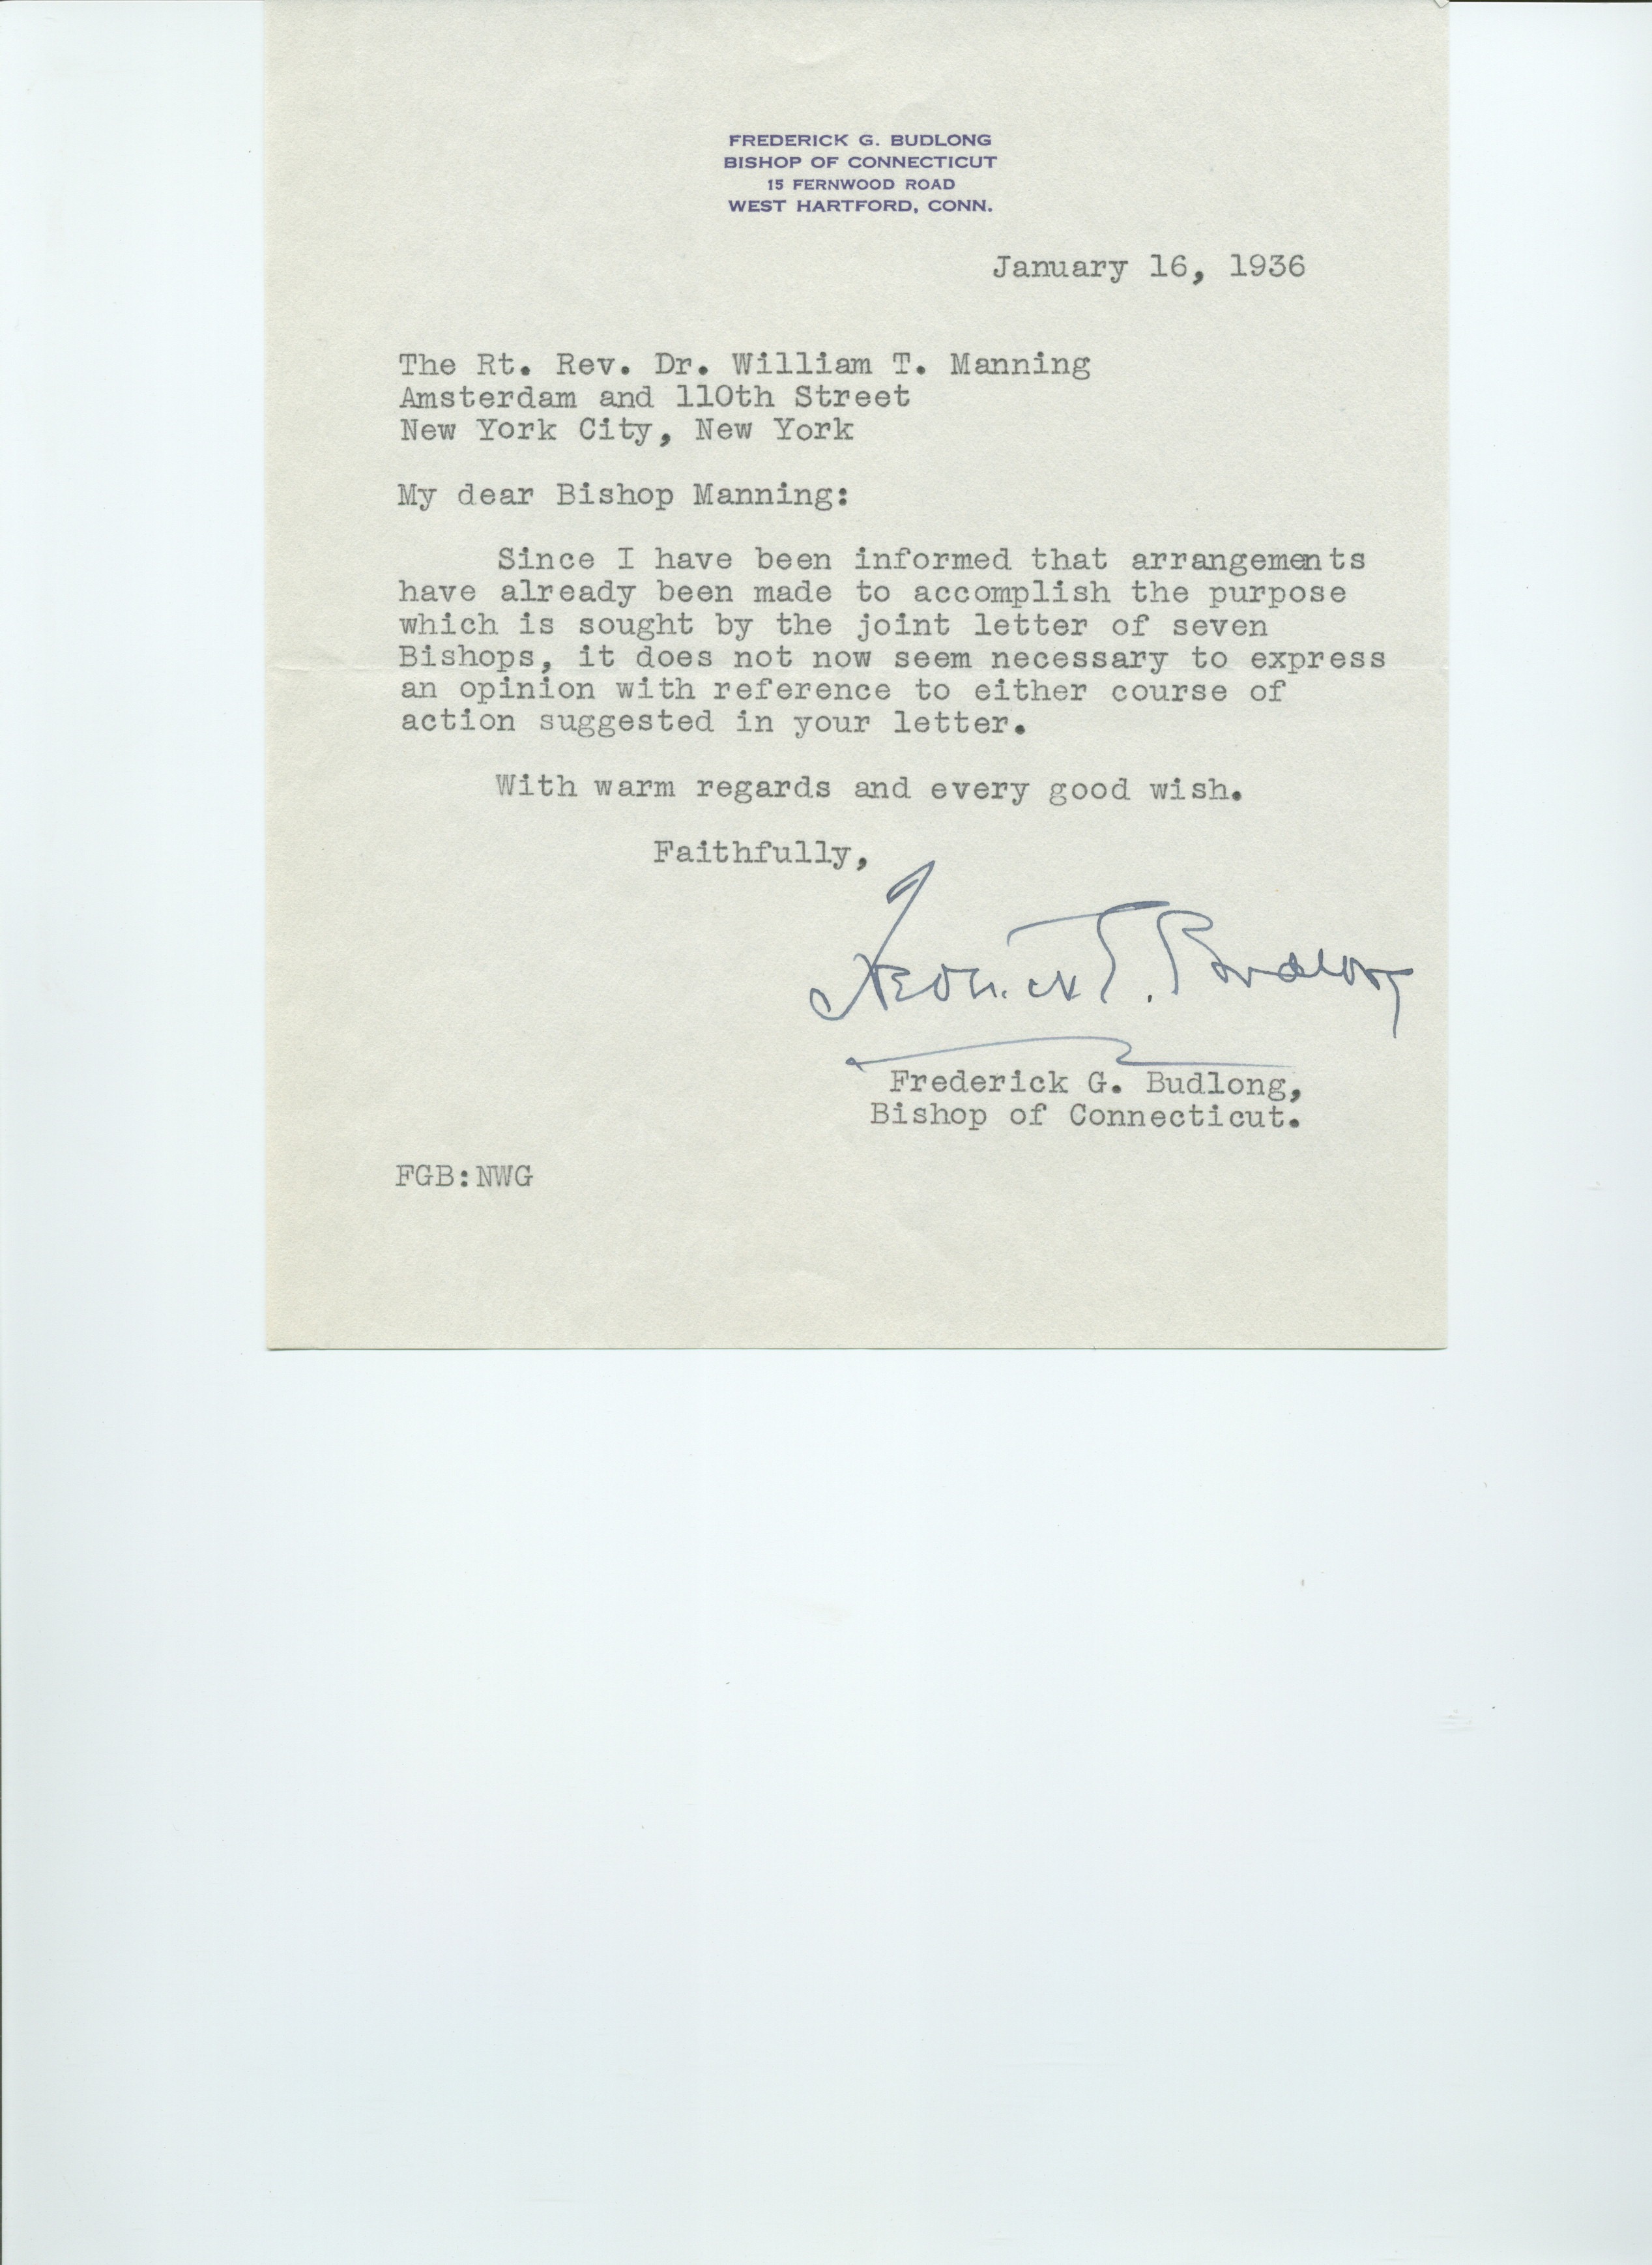 FREDERICK G. BUDLONG
BISHOP OF CONNECTICUT
15 FERNWOOD ROAD
WEST HARTFORD, CONN.
January 16, 1936
The Rt. Rev. Dr. William T. Manning
Amsterdam and 110th Street
New York City, New York
My dear Bishop Manning:
Since I have been informed that arrangements
have already been made to accomplish the purpose
which is sought by the joint letter of seven
Bishops, it does not now seem necessary to express
an opinion with reference to either course of
action suggested in your letter.
With warm regards and every good wish.
Faithfully,
Frederick G. Budlong
Frederick G. Budlong,
Bishop of Connecticut.
FGB:NWG